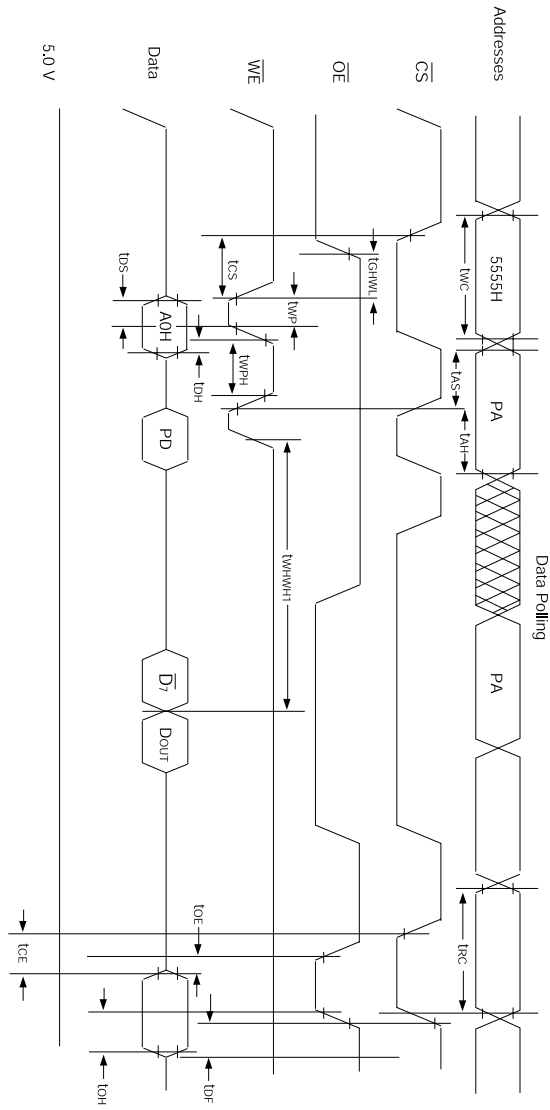 Data Polling
Addresses
5555H
PA
PA
tWC
tAS
tAH
tRC
CS
tGHWL
OE
tCS
tWP
tWPH
tWHWH1
WE
tDS
tDH
tOE
Data
A0H
PD
D7
DOUT
tDF
tCE
tOH
5.0 V